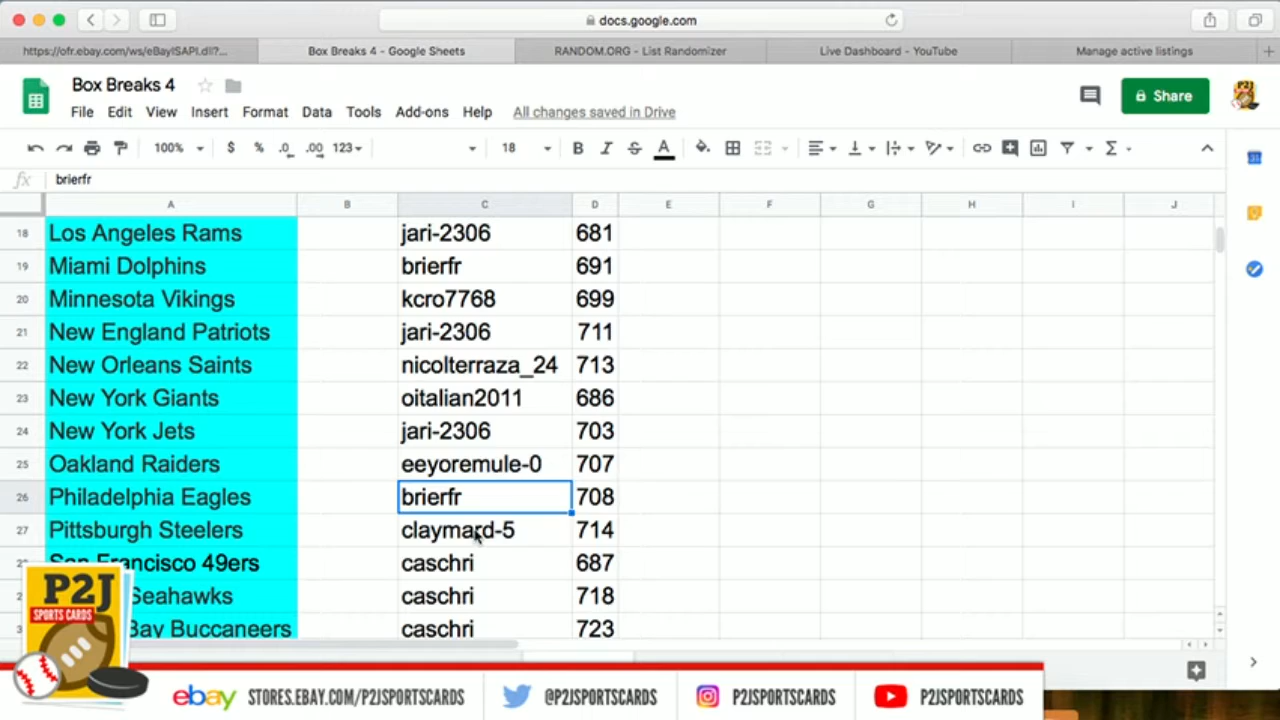 docs.google.com
https://ofr.ebay.com/ws/eBayISAPI.dll?...
Box Breaks 4 - Google Sheets
RANDOM.ORG - List Randomizer
Live Dashboard - YouTube
Manage active listings
Box Breaks 4
File Edit View Insert Format Data Tools Add-ons Help All changes saved in Drive
Share
100% $ % .0 .00 123 18 B I S A Σ
fx brierfr
A B C D E F G H I J
18 Los Angeles Rams jari-2306 681
19 Miami Dolphins brierfr 691
20 Minnesota Vikings kcro7768 699
21 New England Patriots jari-2306 711
22 New Orleans Saints nicolterraza_24 713
23 New York Giants oitalian2011 686
24 New York Jets jari-2306 703
25 Oakland Raiders eeyoremule-0 707
26 Philadelphia Eagles brierfr 708
27 Pittsburgh Steelers claymard-5 714
San Francisco 49ers caschri 687
Seahawks caschri 718
Bay Buccaneers caschri 723
P2J
SPORTS CARDS
ebay STORES.EBAY.COM/P2JSPORTSCARDS
@P2JSPORTSCARDS
P2JSPORTSCARDS
P2JSPORTSCARDS